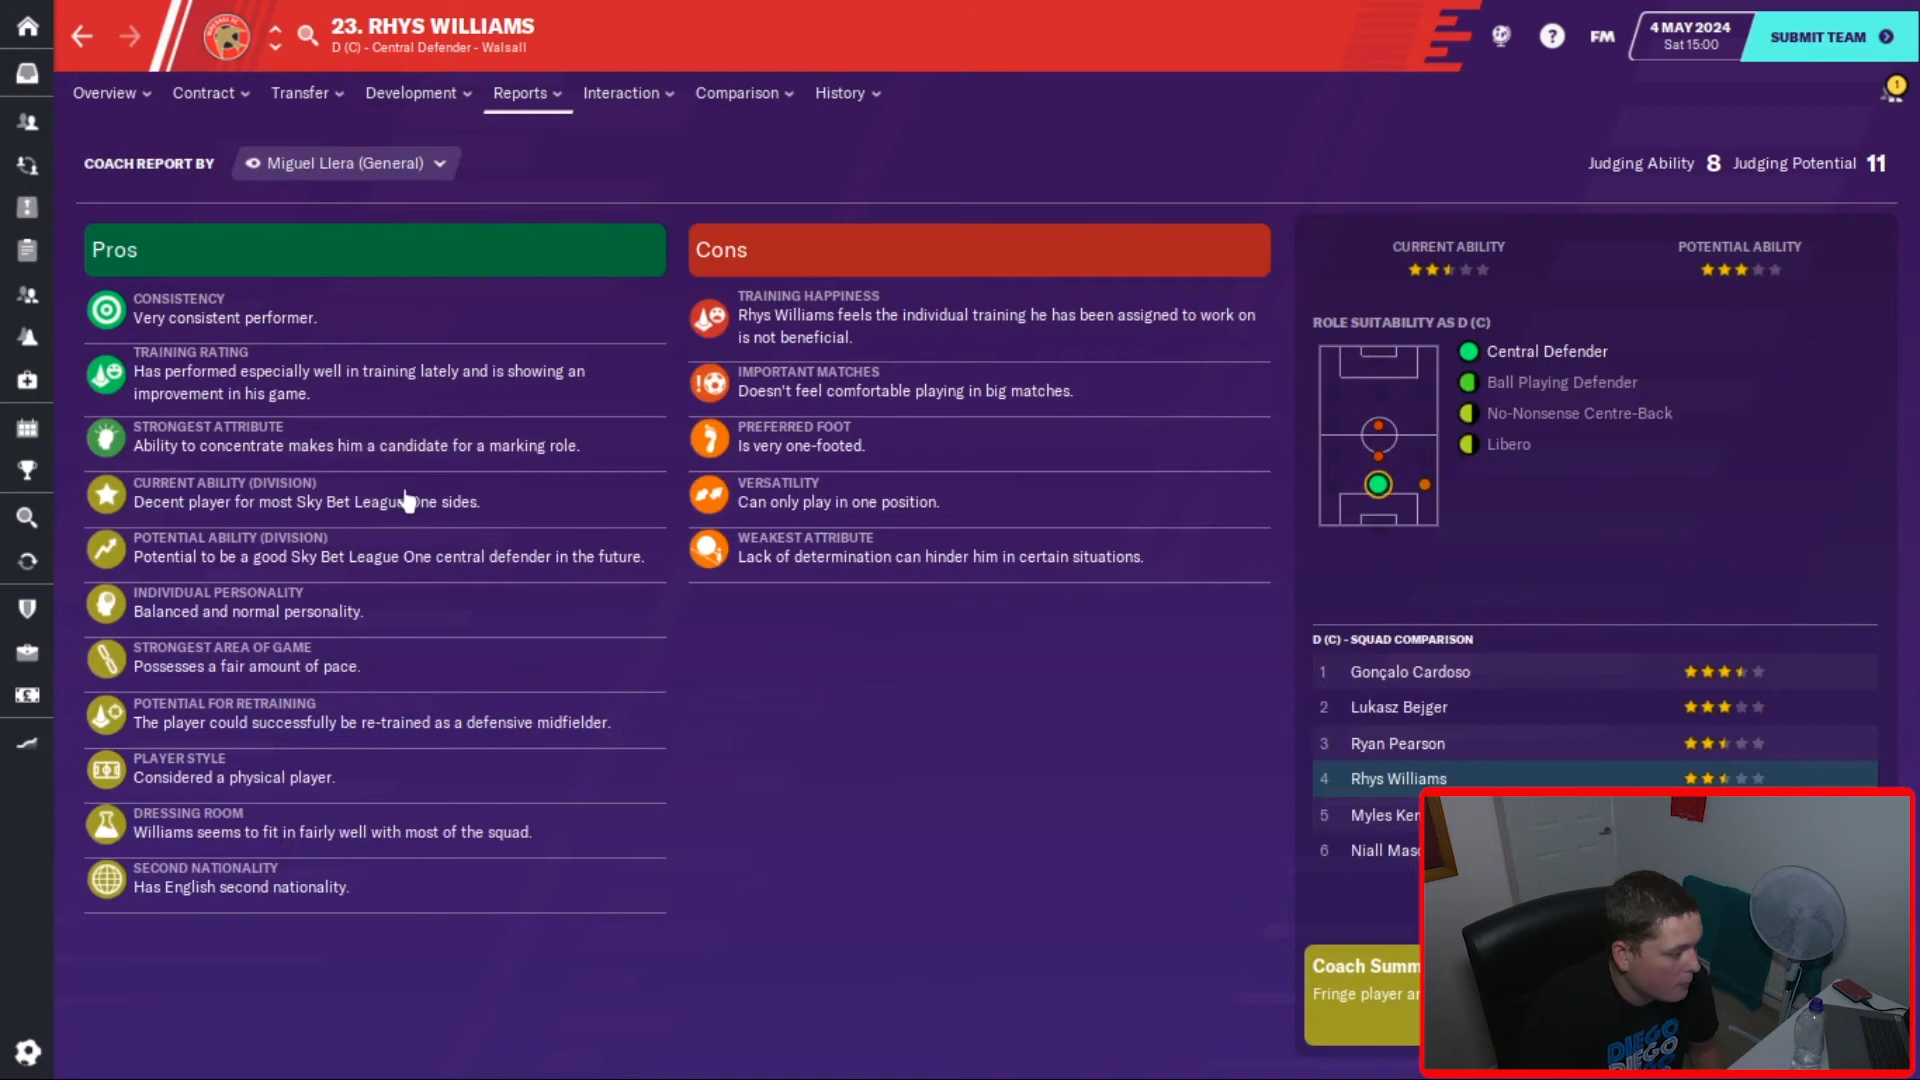 23. RHYS WILLIAMS
D (C) - Central Defender - Walsall
FM
4 MAY 2024
Sat 15:00
SUBMIT TEAM
Overview
Contract
Transfer
Development
Reports
Interaction
Comparison
History
1
COACH REPORT BY
Miguel Llera (General)
Judging Ability 8 Judging Potential 11
Pros
CONSISTENCY
Very consistent performer.
TRAINING RATING
Has performed especially well in training lately and is showing an
improvement in his game.
STRONGEST ATTRIBUTE
Ability to concentrate makes him a candidate for a marking role.
CURRENT ABILITY (DIVISION)
Decent player for most Sky Bet League One sides.
POTENTIAL ABILITY (DIVISION)
Potential to be a good Sky Bet League One central defender in the future.
INDIVIDUAL PERSONALITY
Balanced and normal personality.
STRONGEST AREA OF GAME
Possesses a fair amount of pace.
POTENTIAL FOR RETRAINING
The player could successfully be re-trained as a defensive midfielder.
PLAYER STYLE
Considered a physical player.
DRESSING ROOM
Williams seems to fit in fairly well with most of the squad.
SECOND NATIONALITY
Has English second nationality.
Cons
TRAINING HAPPINESS
Rhys Williams feels the individual training he has been assigned to work on
is not beneficial.
IMPORTANT MATCHES
Doesn't feel comfortable playing in big matches.
PREFERRED FOOT
Is very one-footed.
VERSATILITY
Can only play in one position.
WEAKEST ATTRIBUTE
Lack of determination can hinder him in certain situations.
CURRENT ABILITY
POTENTIAL ABILITY
ROLE SUITABILITY AS D (C)
Central Defender
Ball Playing Defender
No-Nonsense Centre-Back
Libero
D (C) - SQUAD COMPARISON
1 Gonçalo Cardoso
2 Lukasz Bejger
3 Ryan Pearson
4 Rhys Williams
5 Myles Ken
6 Niall Maso
Coach Summ
Fringe player an
DIEGO
DIEGO